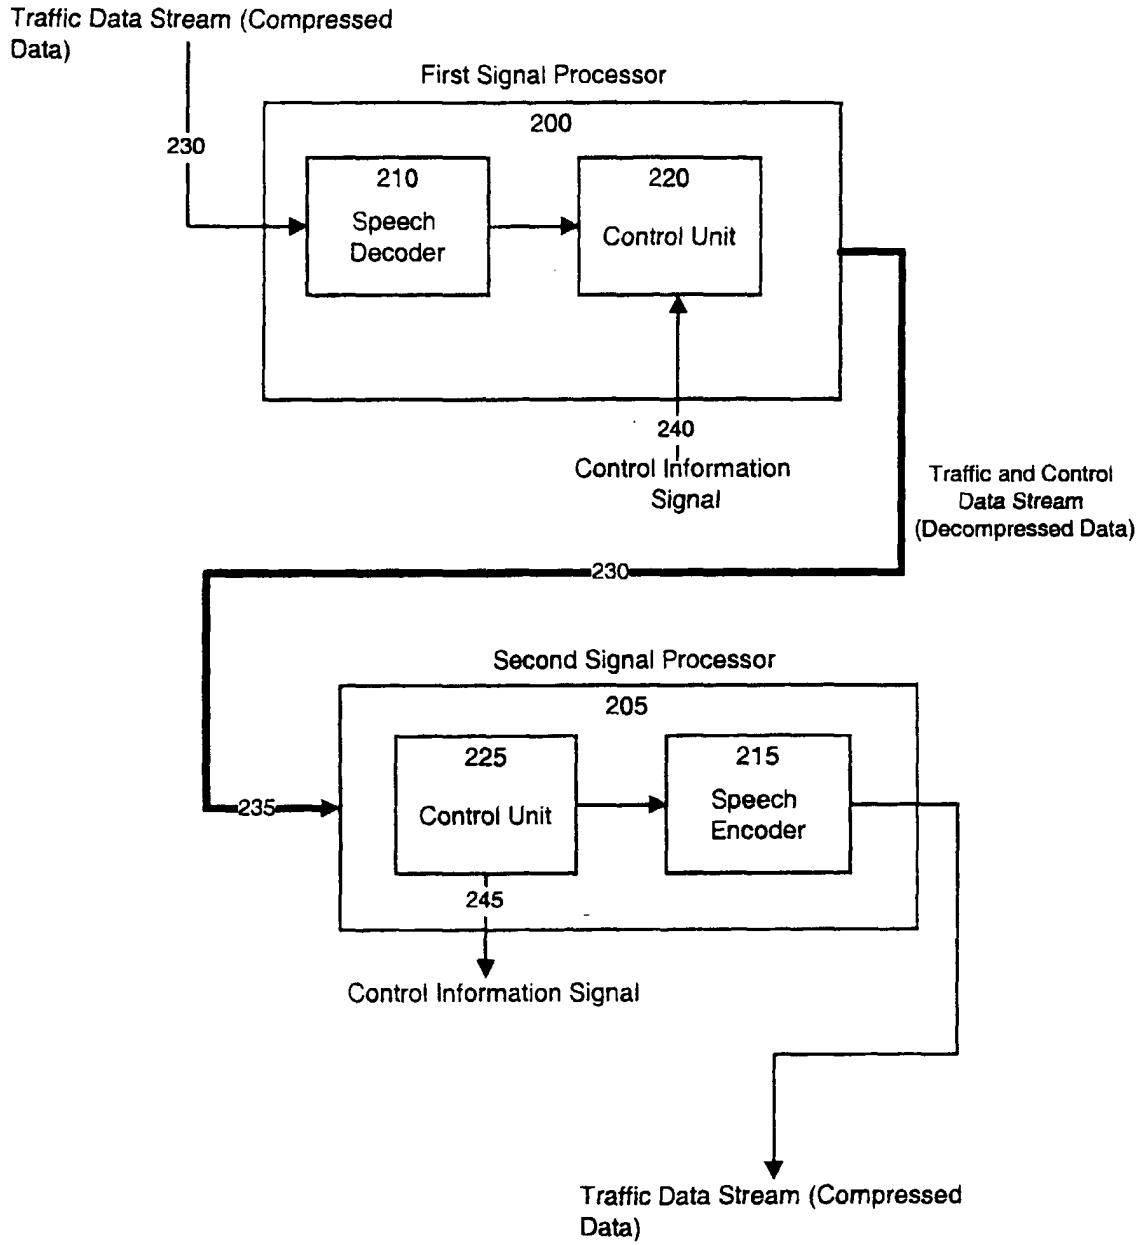 Traffic Data Stream (Compressed
Data)
First Signal Processor
200
230
210
Speech
Decoder
220
Control Unit
240
Control Information
Signal
Traffic and Control
Data Stream
(Decompressed Data)
230
Second Signal Processor
205
225
Control Unit
215
Speech
Encoder
235
245
Control Information Signal
Traffic Data Stream (Compressed
Data)